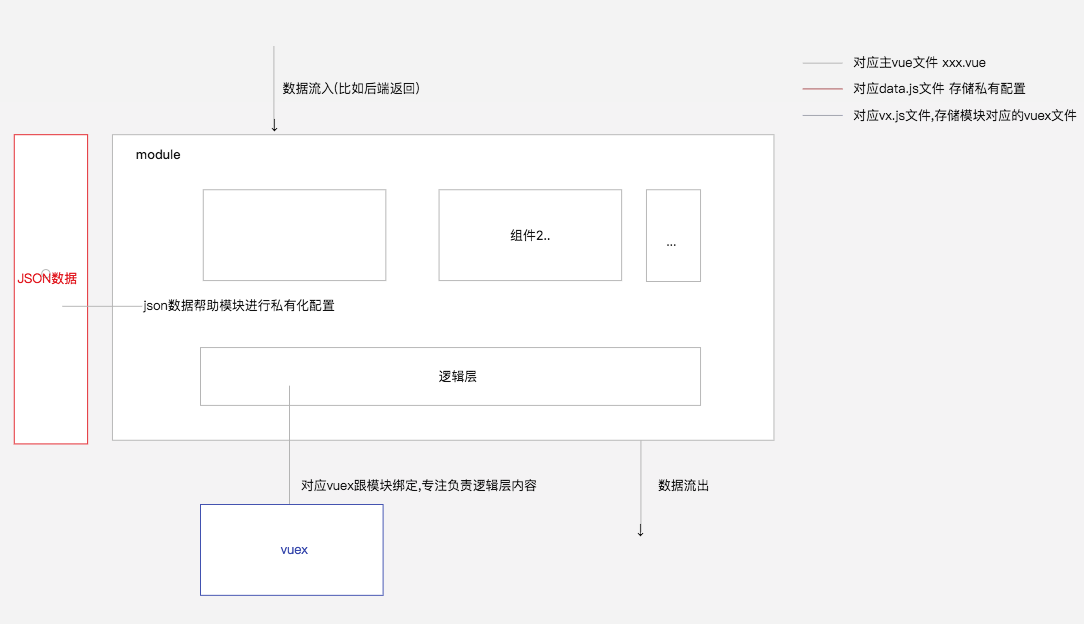 对应主vue文件 xxx.vue
数据流入(比如后端返回)
对应data.js文件 存储私有配置
对应vx.js文件,存储模块对应的vuex文件
module
组件2..
...
JSON数据
json数据帮助模块进行私有化配置
逻辑层
对应vuex跟模块绑定,专注负责逻辑层内容
数据流出
vuex